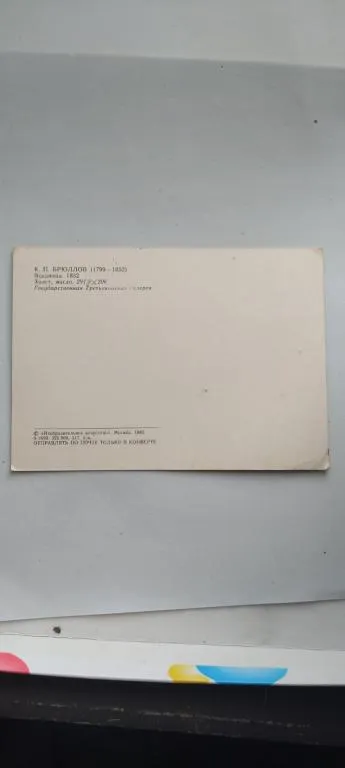 К. П. БРЮЛЛОВ (1799–1852)
Всадница. 1832
Холст, масло.
Государственная Третьяковская галерея
© «Изобразительное искусство». Москва.
ОТПРАВЛЯТЬ ПО ПОЧТЕ ТОЛЬКО В КОНВЕРТЕ